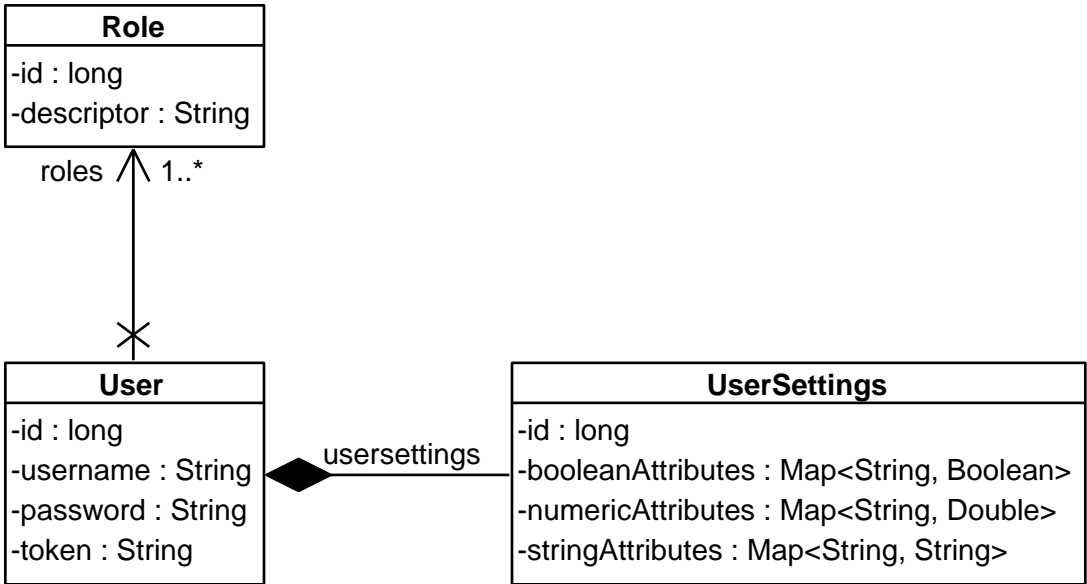 Role
-id : long
-descriptor : String
roles 1..*
User
-id : long
-username : String
-password : String
-token : String
usersettings
UserSettings
-id : long
-booleanAttributes : Map<String, Boolean>
-numericAttributes : Map<String, Double>
-stringAttributes : Map<String, String>